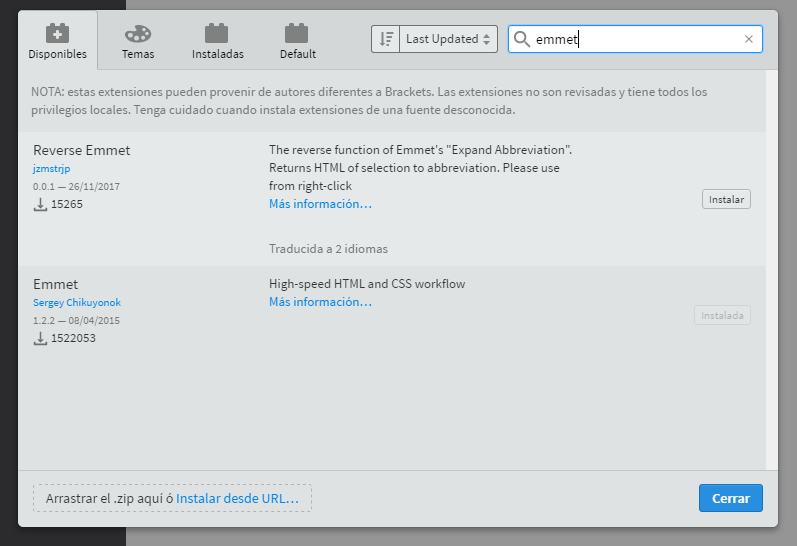 Disponibles
Temas
Instaladas
Default
Last Updated
emmet
NOTA: estas extensiones pueden provenir de autores diferentes a Brackets. Las extensiones no son revisadas y tiene todos los
privilegios locales. Tenga cuidado cuando instala extensiones de una fuente desconocida.
Reverse Emmet
jzmstrjp
0.0.1 — 26/11/2017
15265
The reverse function of Emmet's "Expand Abbreviation".
Returns HTML of selection to abbreviation. Please use
from right-click
Más información…
Traducida a 2 idiomas
Instalar
Emmet
Sergey Chikuyonok
1.2.2 — 08/04/2015
1522053
High-speed HTML and CSS workflow
Más información…
Instalada
Arrastrar el .zip aquí ó Instalar desde URL…
Cerrar